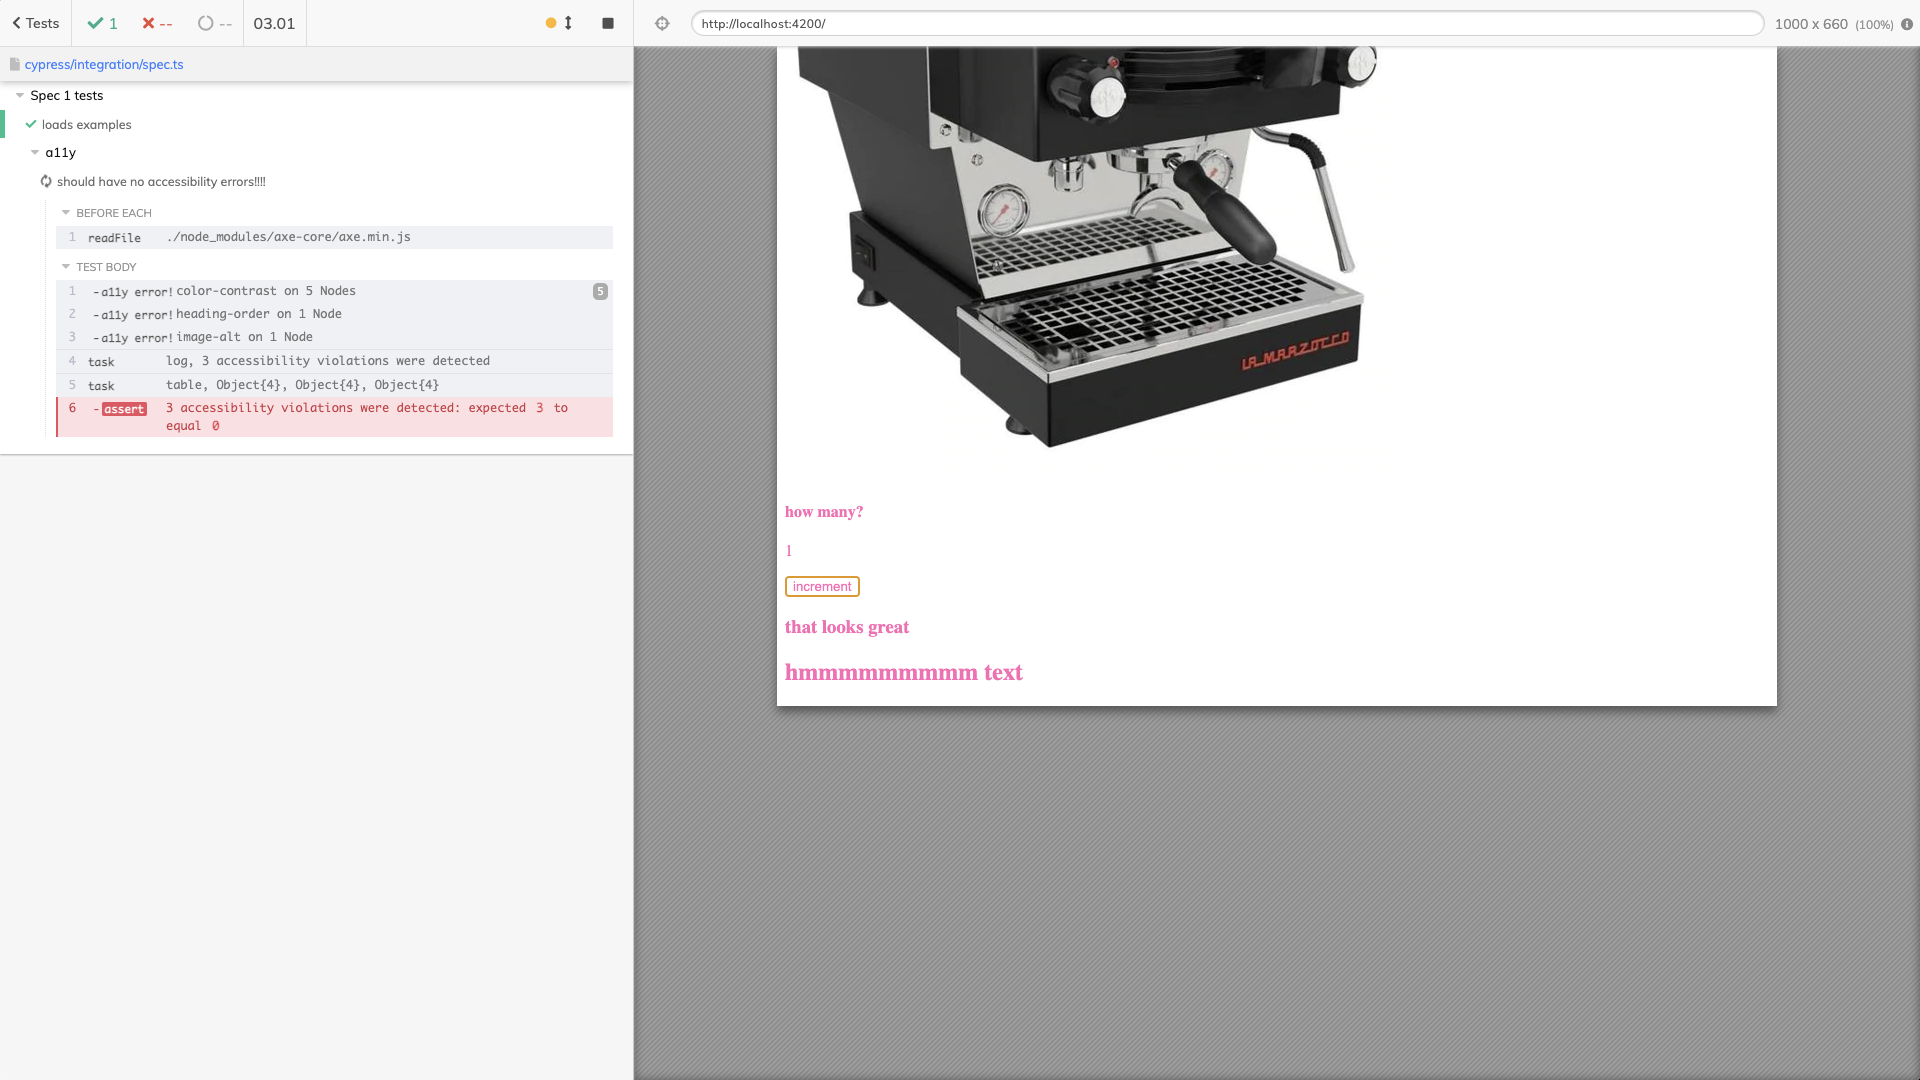 Tests
1
--
--
03.01
http://localhost:4200/
1000 x 660 (100%)
cypress/integration/spec.ts
Spec 1 tests
loads examples
a11y
should have no accessibility errors!!!!
BEFORE EACH
1 readFile ./node_modules/axe-core/axe.min.js
TEST BODY
1 -a11y error! color-contrast on 5 Nodes 5
2 -a11y error! heading-order on 1 Node
3 -a11y error! image-alt on 1 Node
4 task log, 3 accessibility violations were detected
5 task table, Object{4}, Object{4}, Object{4}
6 -assert 3 accessibility violations were detected: expected 3 to
equal 0
LA MARZOCCO
how many?
1
increment
that looks great
hmmmmmmmmm text